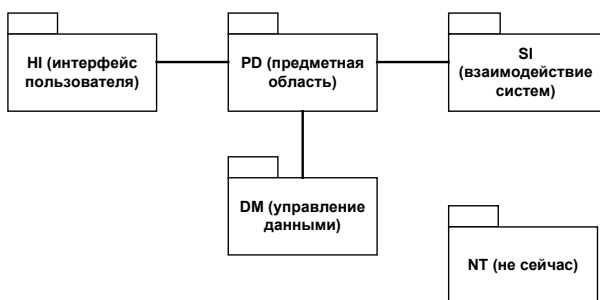 HI (интерфейс
пользователя)
PD (предметная
область)
SI
(взаимодействие
систем)
DM (управление
данными)
NT (не сейчас)